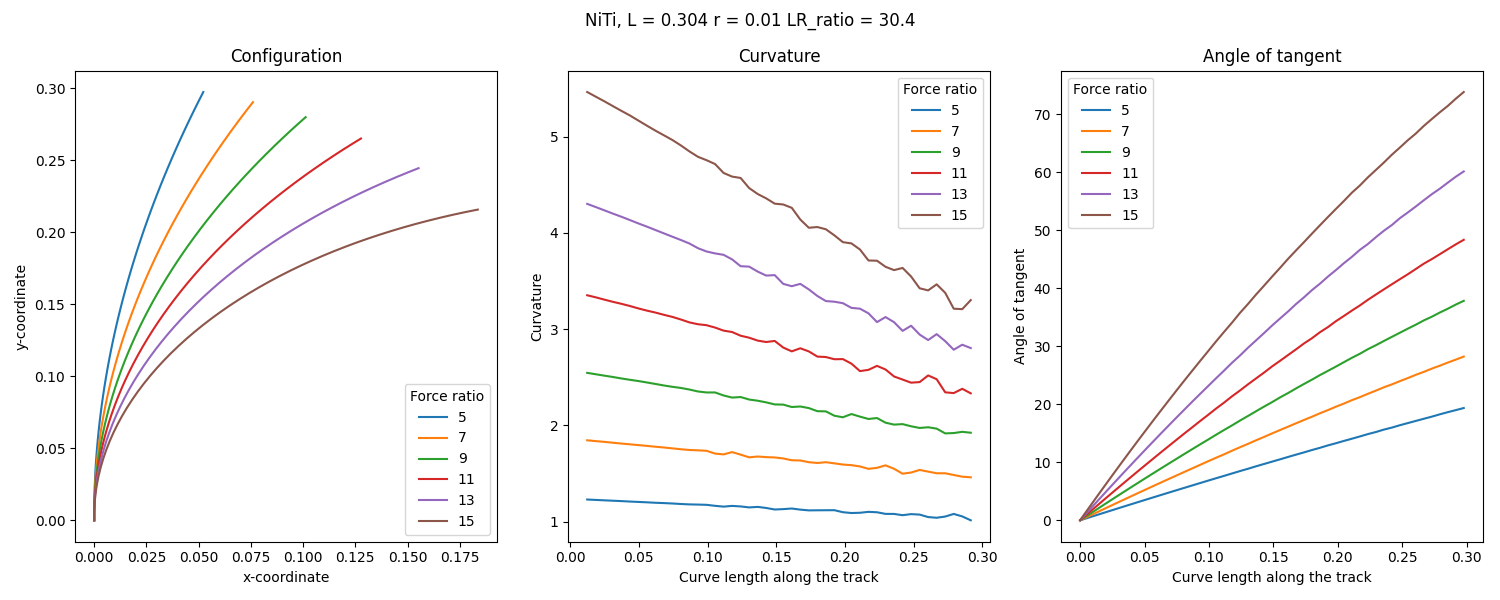 NiTi, L = 0.304 r = 0.01 LR_ratio = 30.4
Configuration
y-coordinate
0.30
0.25
0.20
0.15
0.10
0.05
0.00
0.000 0.025 0.050 0.075 0.100 0.125 0.150 0.175
x-coordinate
Force ratio
5
7
9
11
13
15
Curvature
Curvature
5
4
3
2
1
0.00 0.05 0.10 0.15 0.20 0.25 0.30
Curve length along the track
Force ratio
5
7
9
11
13
15
Angle of tangent
Angle of tangent
70
60
50
40
30
20
10
0
0.00 0.05 0.10 0.15 0.20 0.25 0.30
Curve length along the track
Force ratio
5
7
9
11
13
15